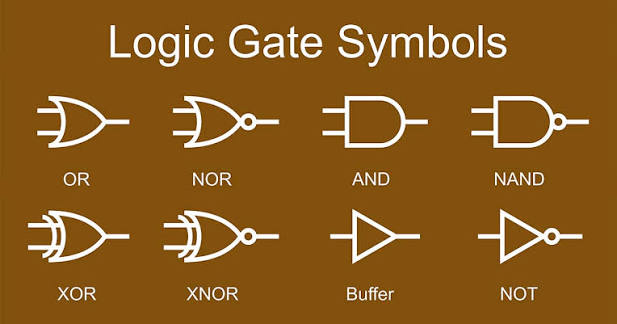 Logic Gate Symbols
OR NOR AND NAND
XOR XNOR Buffer NOT